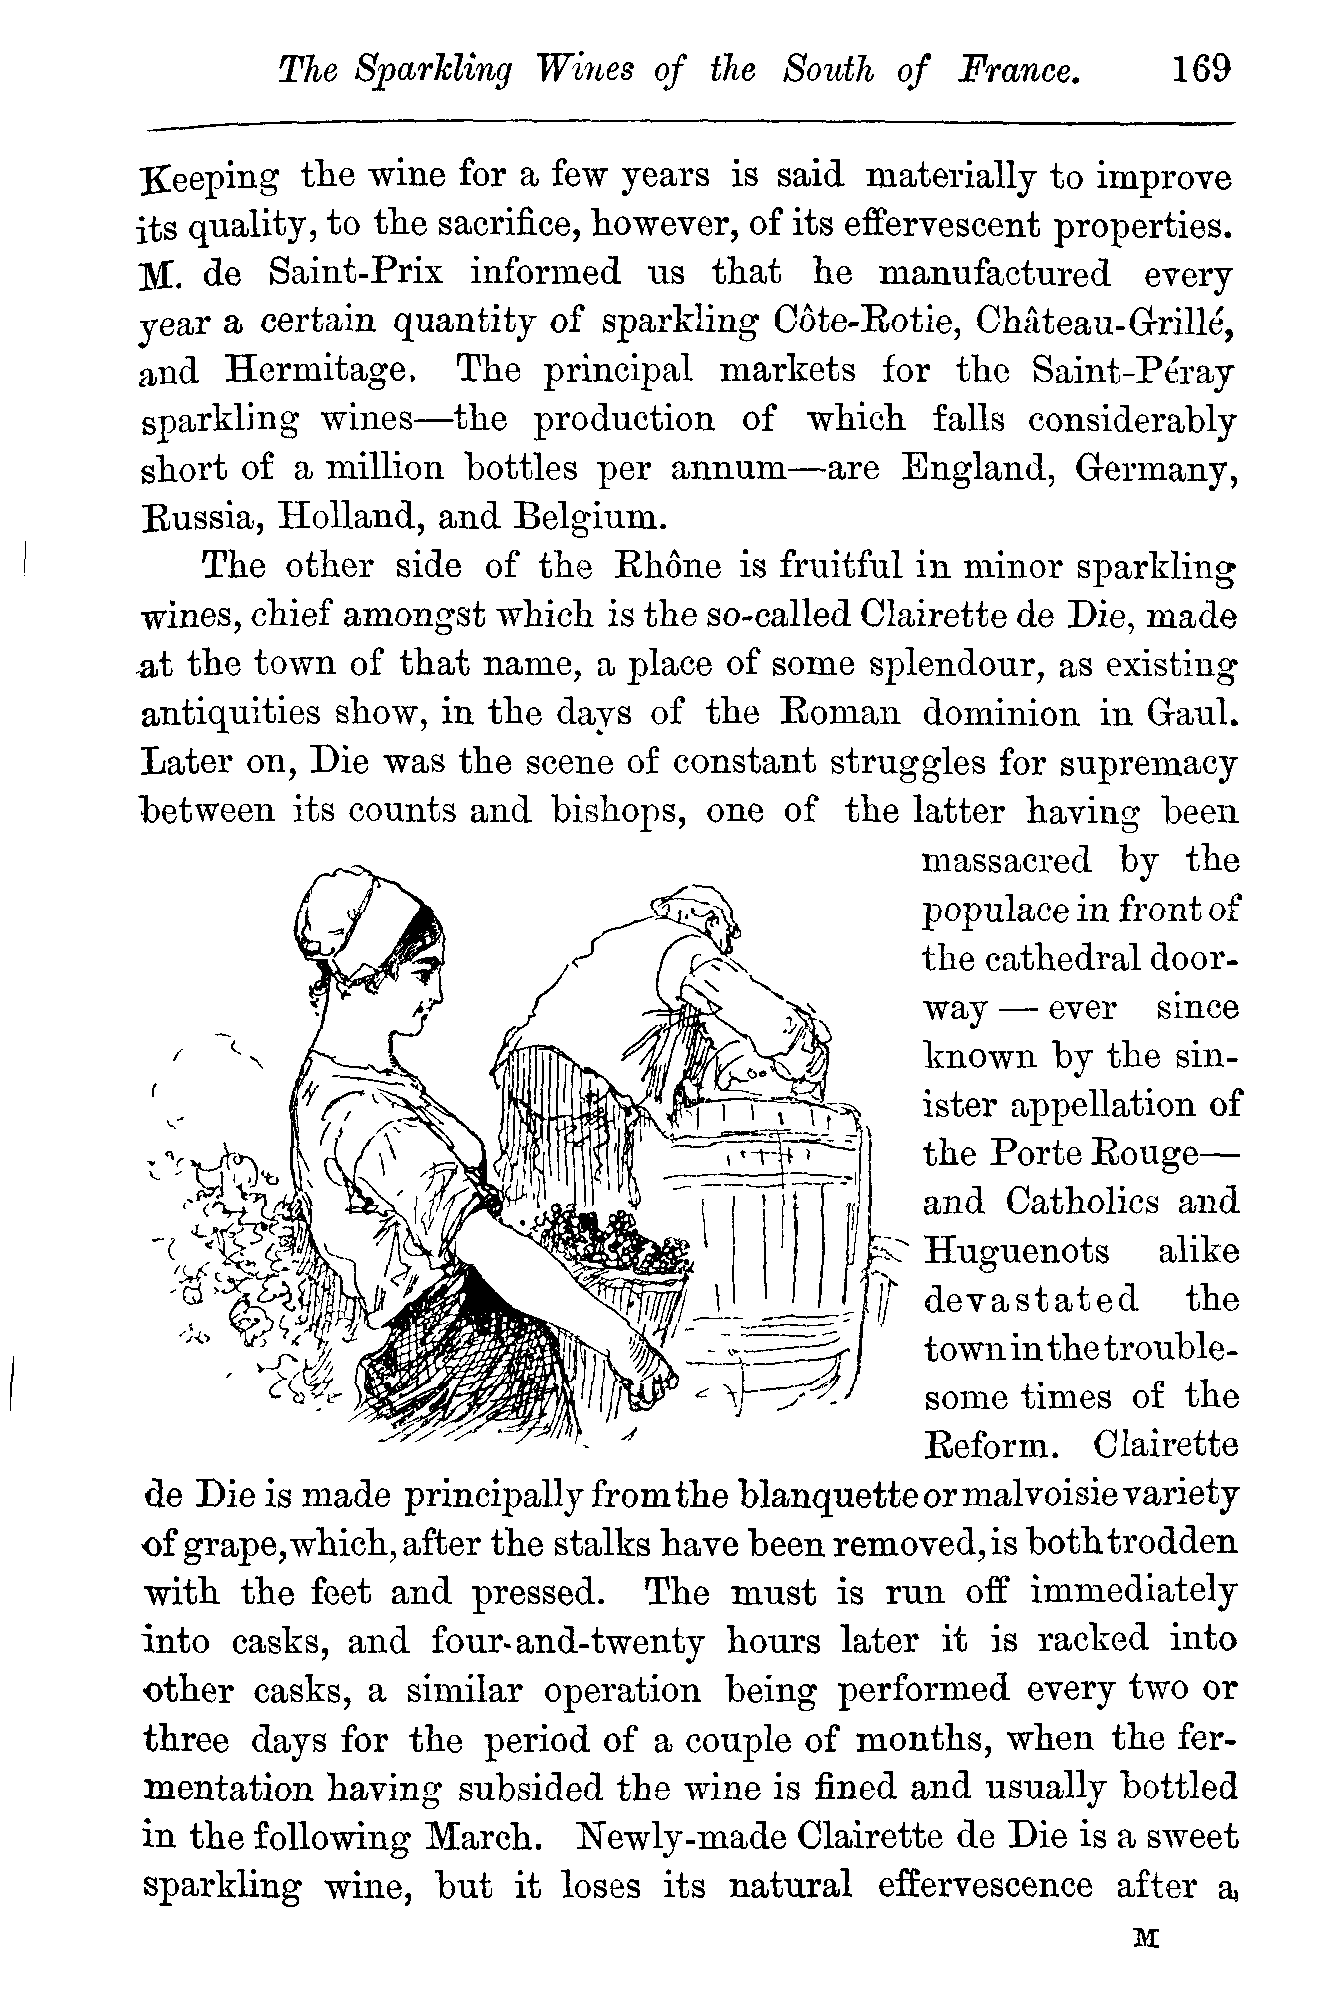 The Sparkling Wines of the South of France. 169
Keeping the wine for a few years is said materially to improve
its quality, to the sacrifice, however, of its effervescent properties.
M. de Saint-Prix informed us that he manufactured every
year a certain quantity of sparkling Côte-Rotie, Château-Grillé,
and Hermitage. The principal markets for the Saint-Péray
sparkling wines—the production of which falls considerably
short of a million bottles per annum—are England, Germany,
Russia, Holland, and Belgium.
The other side of the Rhône is fruitful in minor sparkling
wines, chief amongst which is the so-called Clairette de Die, made
at the town of that name, a place of some splendour, as existing
antiquities show, in the days of the Roman dominion in Gaul.
Later on, Die was the scene of constant struggles for supremacy
between its counts and bishops, one of the latter having been
massacred by the
populace in front of
the cathedral door-
way — ever since
known by the sin-
ister appellation of
the Porte Rouge—
and Catholics and
Huguenots alike
devastated the
town in the trouble-
some times of the
Reform. Clairette
de Die is made principally from the blanquette or malvoisie variety
of grape, which, after the stalks have been removed, is both trodden
with the feet and pressed. The must is run off immediately
into casks, and four-and-twenty hours later it is racked into
other casks, a similar operation being performed every two or
three days for the period of a couple of months, when the fer-
mentation having subsided the wine is fined and usually bottled
in the following March. Newly-made Clairette de Die is a sweet
sparkling wine, but it loses its natural effervescence after a
M